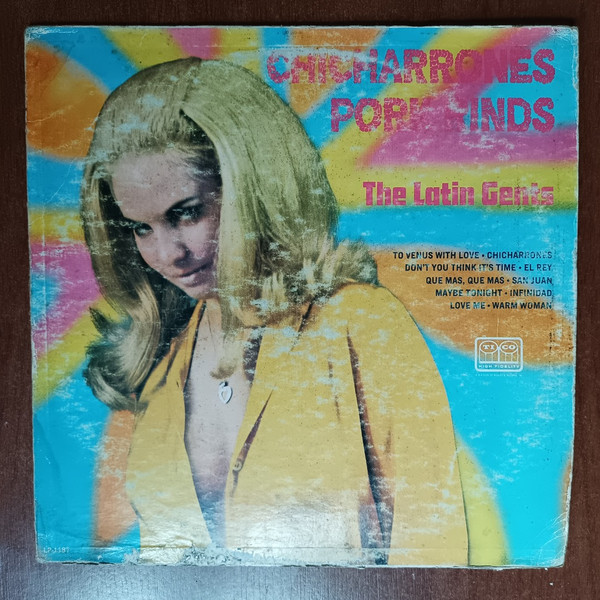 CHICHARRONES
PORK RINDS
The Latin Gents
TO VENUS WITH LOVE • CHICHARRONES
DON'T YOU THINK IT'S TIME • EL REY
QUE MAS, QUE MAS • SAN JUAN
MAYBE TONIGHT • INFINIDAD
LOVE ME • WARM WOMAN
TICO
HIGH FIDELITY